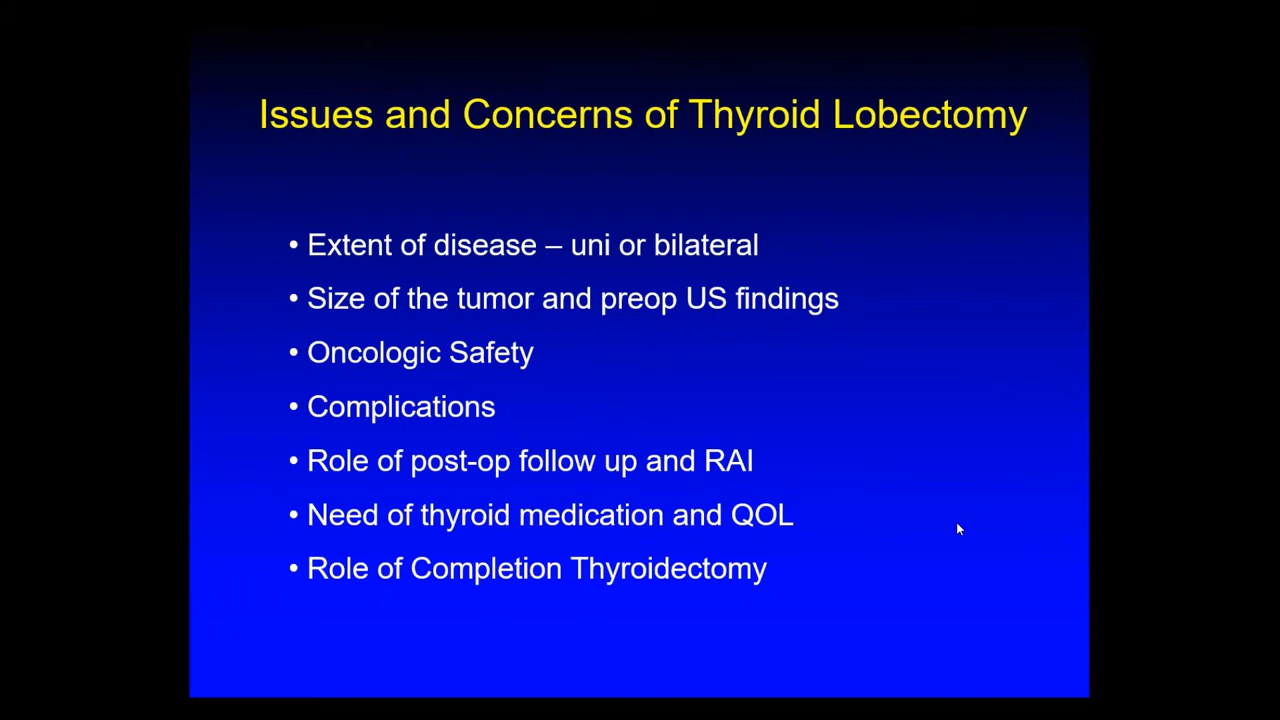 Issues and Concerns of Thyroid Lobectomy
• Extent of disease – uni or bilateral
• Size of the tumor and preop US findings
• Oncologic Safety
• Complications
• Role of post-op follow up and RAI
• Need of thyroid medication and QOL
• Role of Completion Thyroidectomy